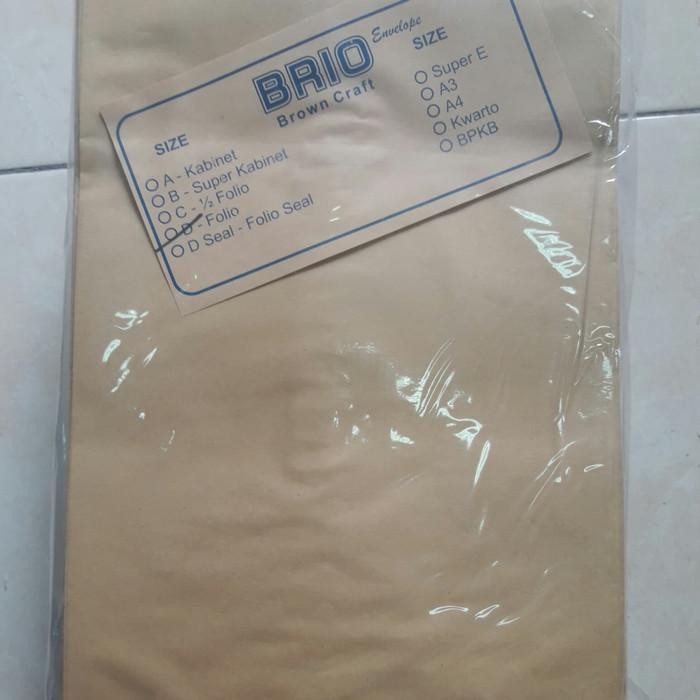 BRIO Envelope
Brown Craft
SIZE
A - Kabinet
B - Super Kabinet
C - ½ Folio
D - Folio
D Seal - Folio Seal
SIZE
Super E
A3
A4
Kwarto
BPKB